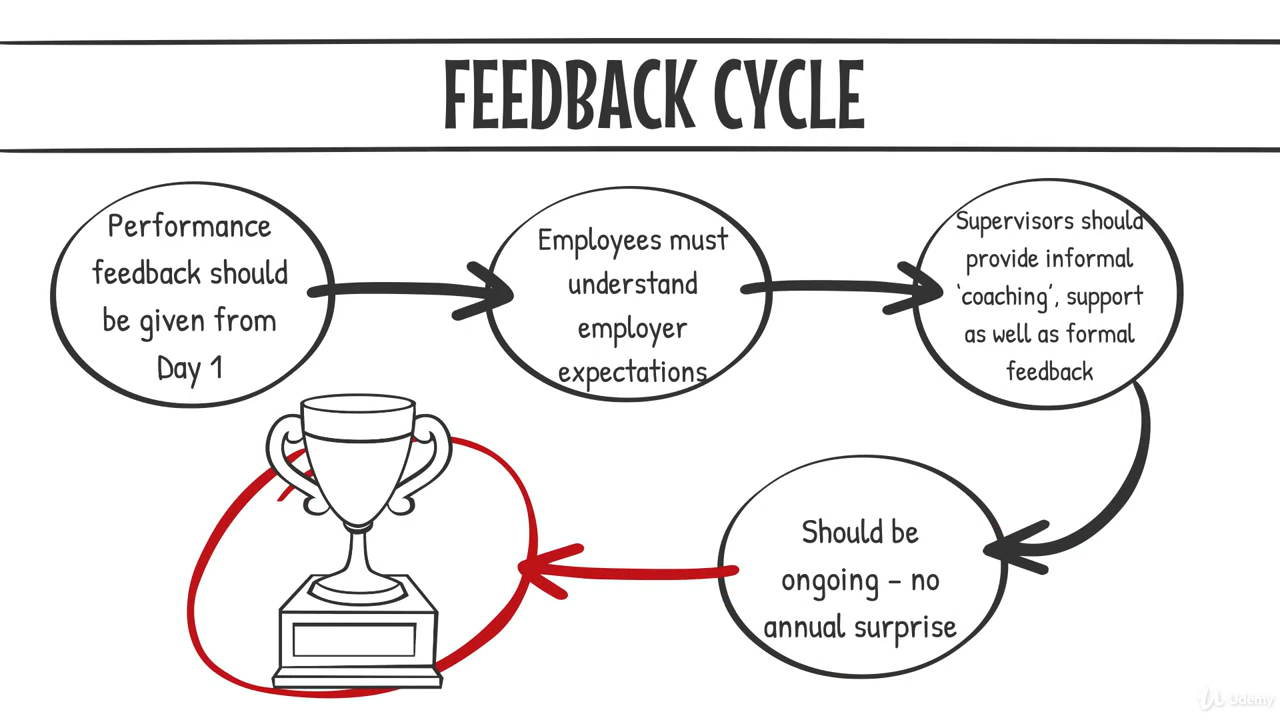 FEEDBACK CYCLE
Performance
feedback should
be given from
Day 1
Employees must
understand
employer
expectations
Supervisors should
provide informal
‘coaching’, support
as well as formal
feedback
Should be
ongoing – no
annual surprise
Udemy